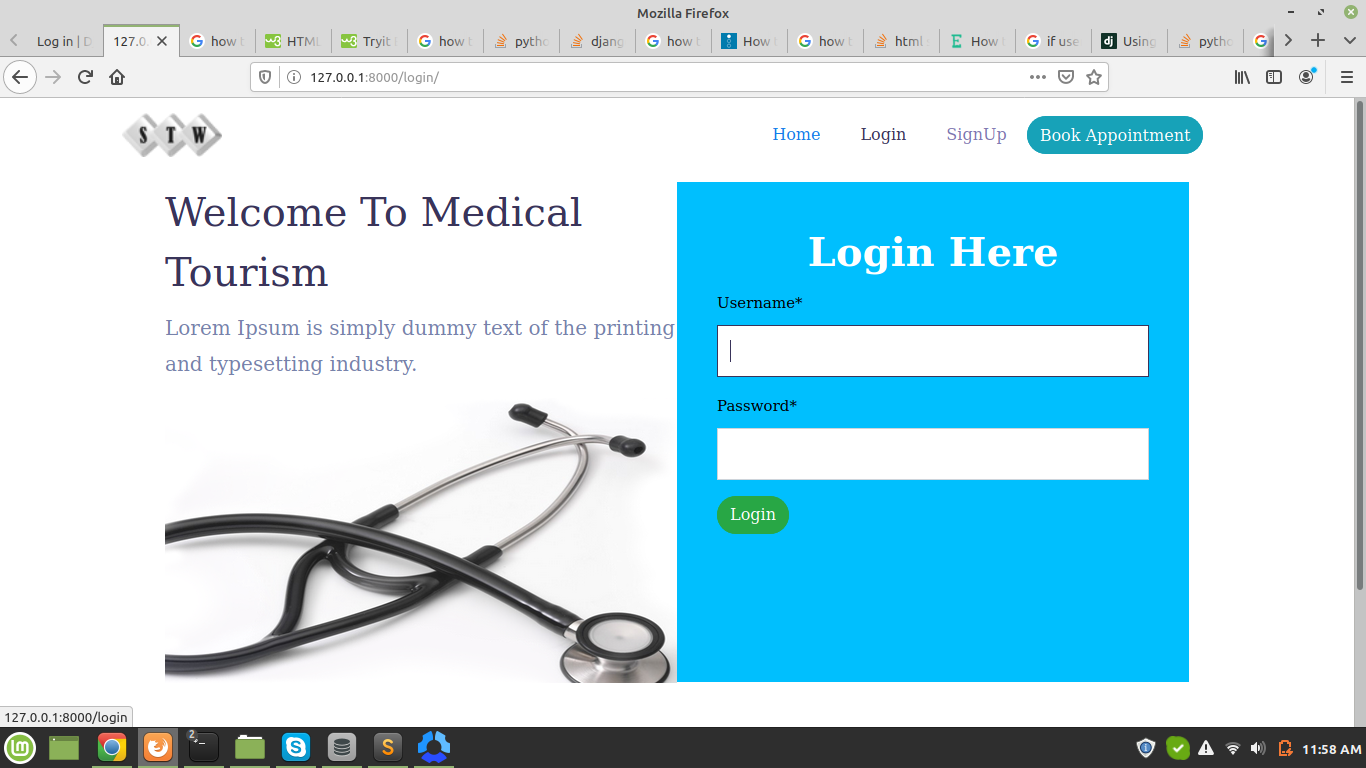 Mozilla Firefox
Log in | D
127.0.
how t
HTML
Tryit
how t
pytho
djang
how t
How
how t
html
How
if use
Using
pytho
127.0.0.1:8000/login/
S T W
Home
Login
SignUp
Book Appointment
Welcome To Medical
Tourism
Lorem Ipsum is simply dummy text of the printing
and typesetting industry.
Login Here
Username*
Password*
Login
127.0.0.1:8000/login
2
11:58 AM